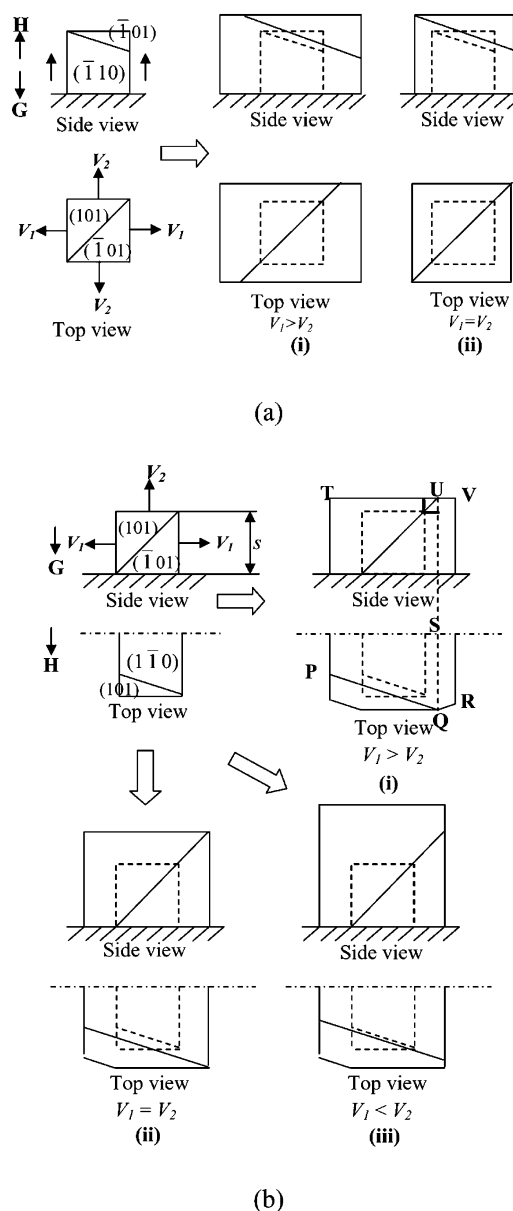 H
(1̅01)
(1̅10)
G
Side view
Side view
Side view
V₂
(101)
V₁
V₁
(1̅01)
V₂
Top view
Top view
V₁>V₂
(i)
Top view
V₁=V₂
(ii)
(a)
V₂
(101)
V₁
V₁
G
(1̅01)
s
Side view
T
U
V
Side view
H
(11̅0)
(101)
Top view
S
P
R
Q
Top view
V₁ > V₂
(i)
Side view
Side view
Top view
V₁ = V₂
(ii)
Top view
V₁ < V₂
(iii)
(b)